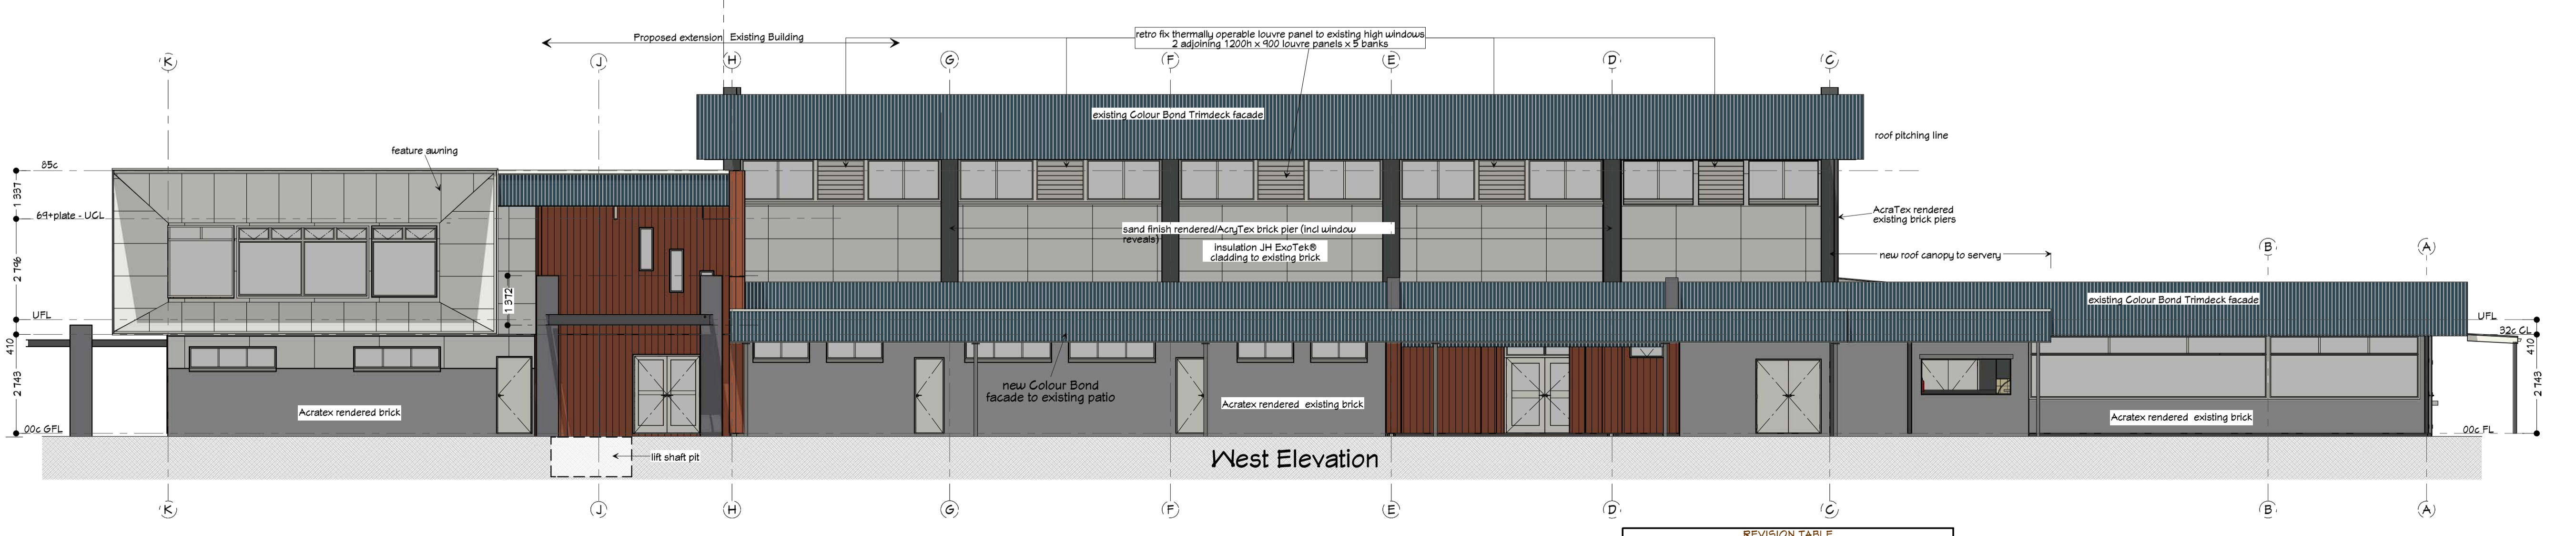 Proposed extension
Existing Building
retro fix thermally operable louvre panel to existing high windows
2 adjoining 1200h x 900 louvre panels x 5 banks
K
J
H
G
F
E
D
C
existing Colour Bond Trimdeck facade
roof pitching line
feature awning
85c
1 337
69+plate - UCL
2 796
UFL
410
2 743
00c GFL
1 372
AcraTex rendered
existing brick piers
sand finish rendered/AcryTex brick pier (incl window
reveals)
insulation JH ExoTek®
cladding to existing brick
new roof canopy to servery
B
A
existing Colour Bond Trimdeck facade
UFL
32c CL
410
2 743
00c FL
new Colour Bond
facade to existing patio
Acratex rendered brick
Acratex rendered existing brick
Acratex rendered existing brick
lift shaft pit
West Elevation
K
J
H
G
F
E
D
C
B
A
REVISION TABLE